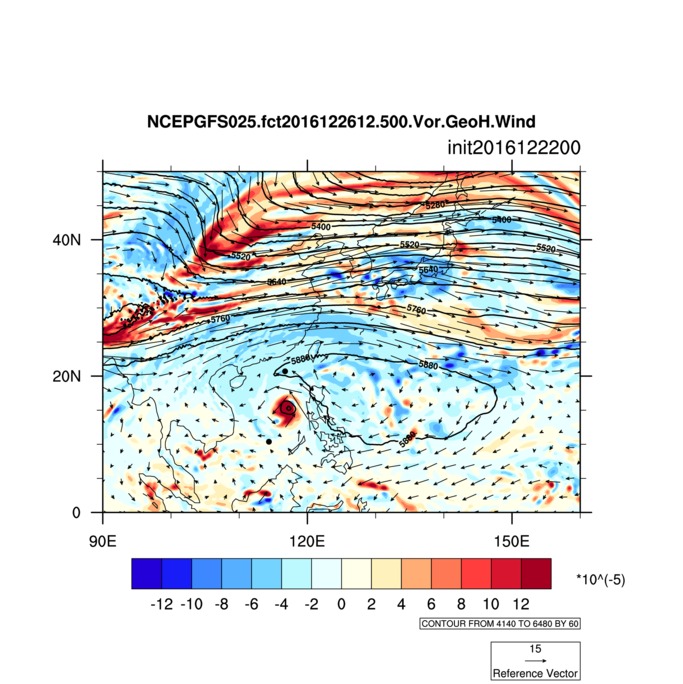 NCEPGFS025.fct2016122612.500.Vor.GeoH.Wind
init2016122200
5280
5400
5400
40N
5520
5520
5520
5640
5640
5760
5760
5880
5880
20N
5880
0
90E 120E 150E
-12 -10 -8 -6 -4 -2 0 2 4 6 8 10 12
*10^(-5)
CONTOUR FROM 4140 TO 6480 BY 60
15
Reference Vector